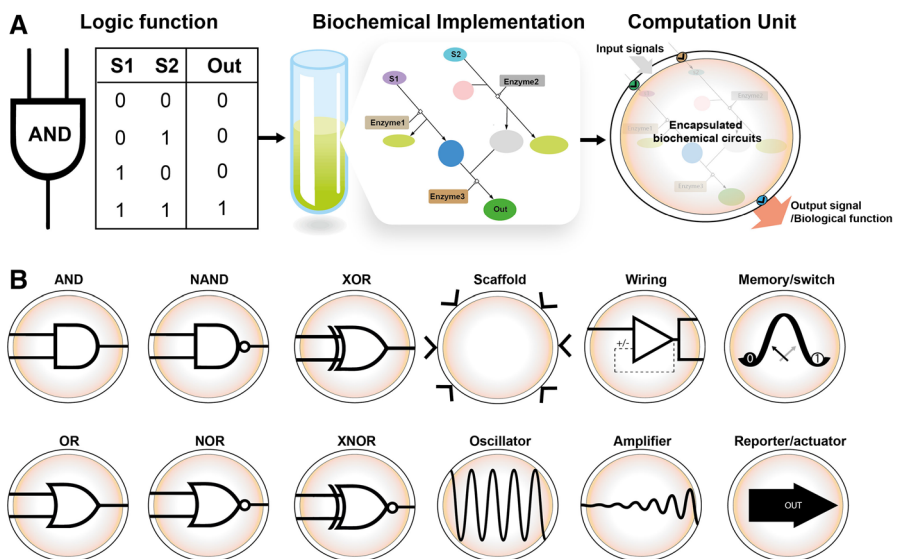 A
Logic function
Biochemical Implementation
Computation Unit
AND
S1 S2 Out
0 0 0
0 1 0
1 0 0
1 1 1
S1
S2
Enzyme1
Enzyme2
Enzyme3
Out
Input signals
Encapsulated
biochemical circuits
Enzyme1
Output signal
/Biological function
B
AND
NAND
XOR
Scaffold
Wiring
Memory/switch
+/-
0
1
OR
NOR
XNOR
Oscillator
Amplifier
Reporter/actuator
OUT